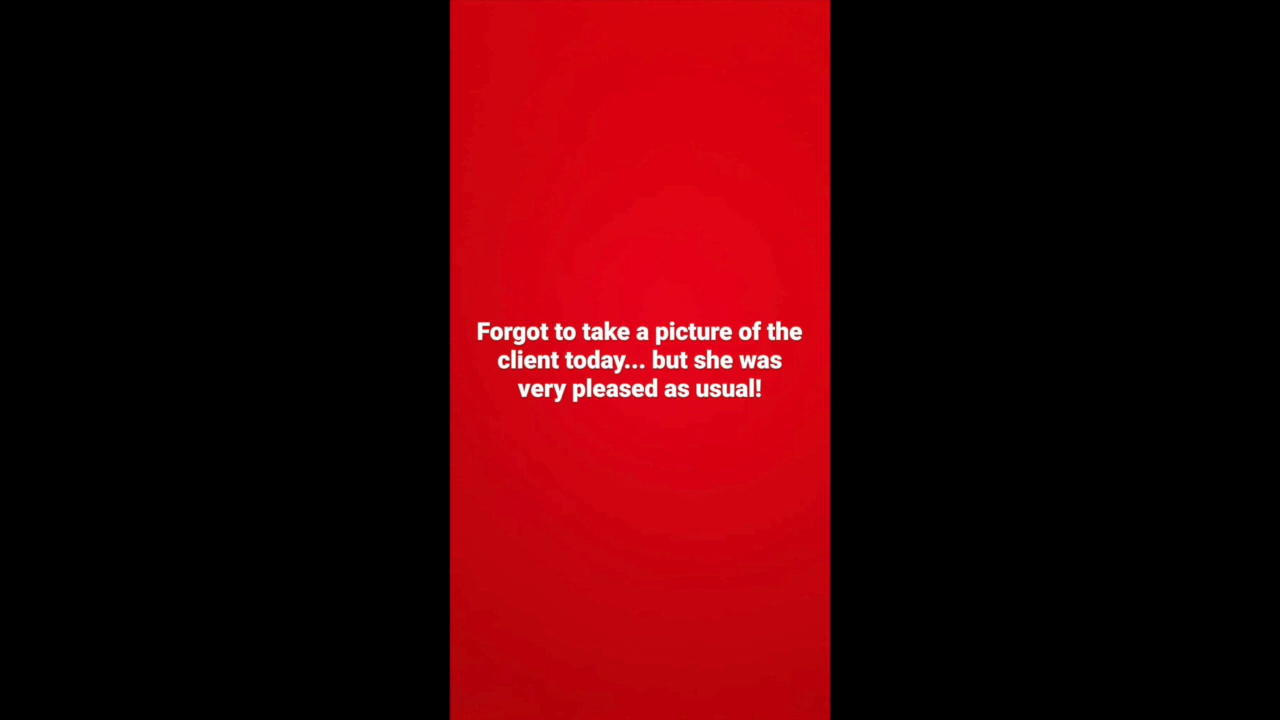 Forgot to take a picture of the
client today... but she was
very pleased as usual!